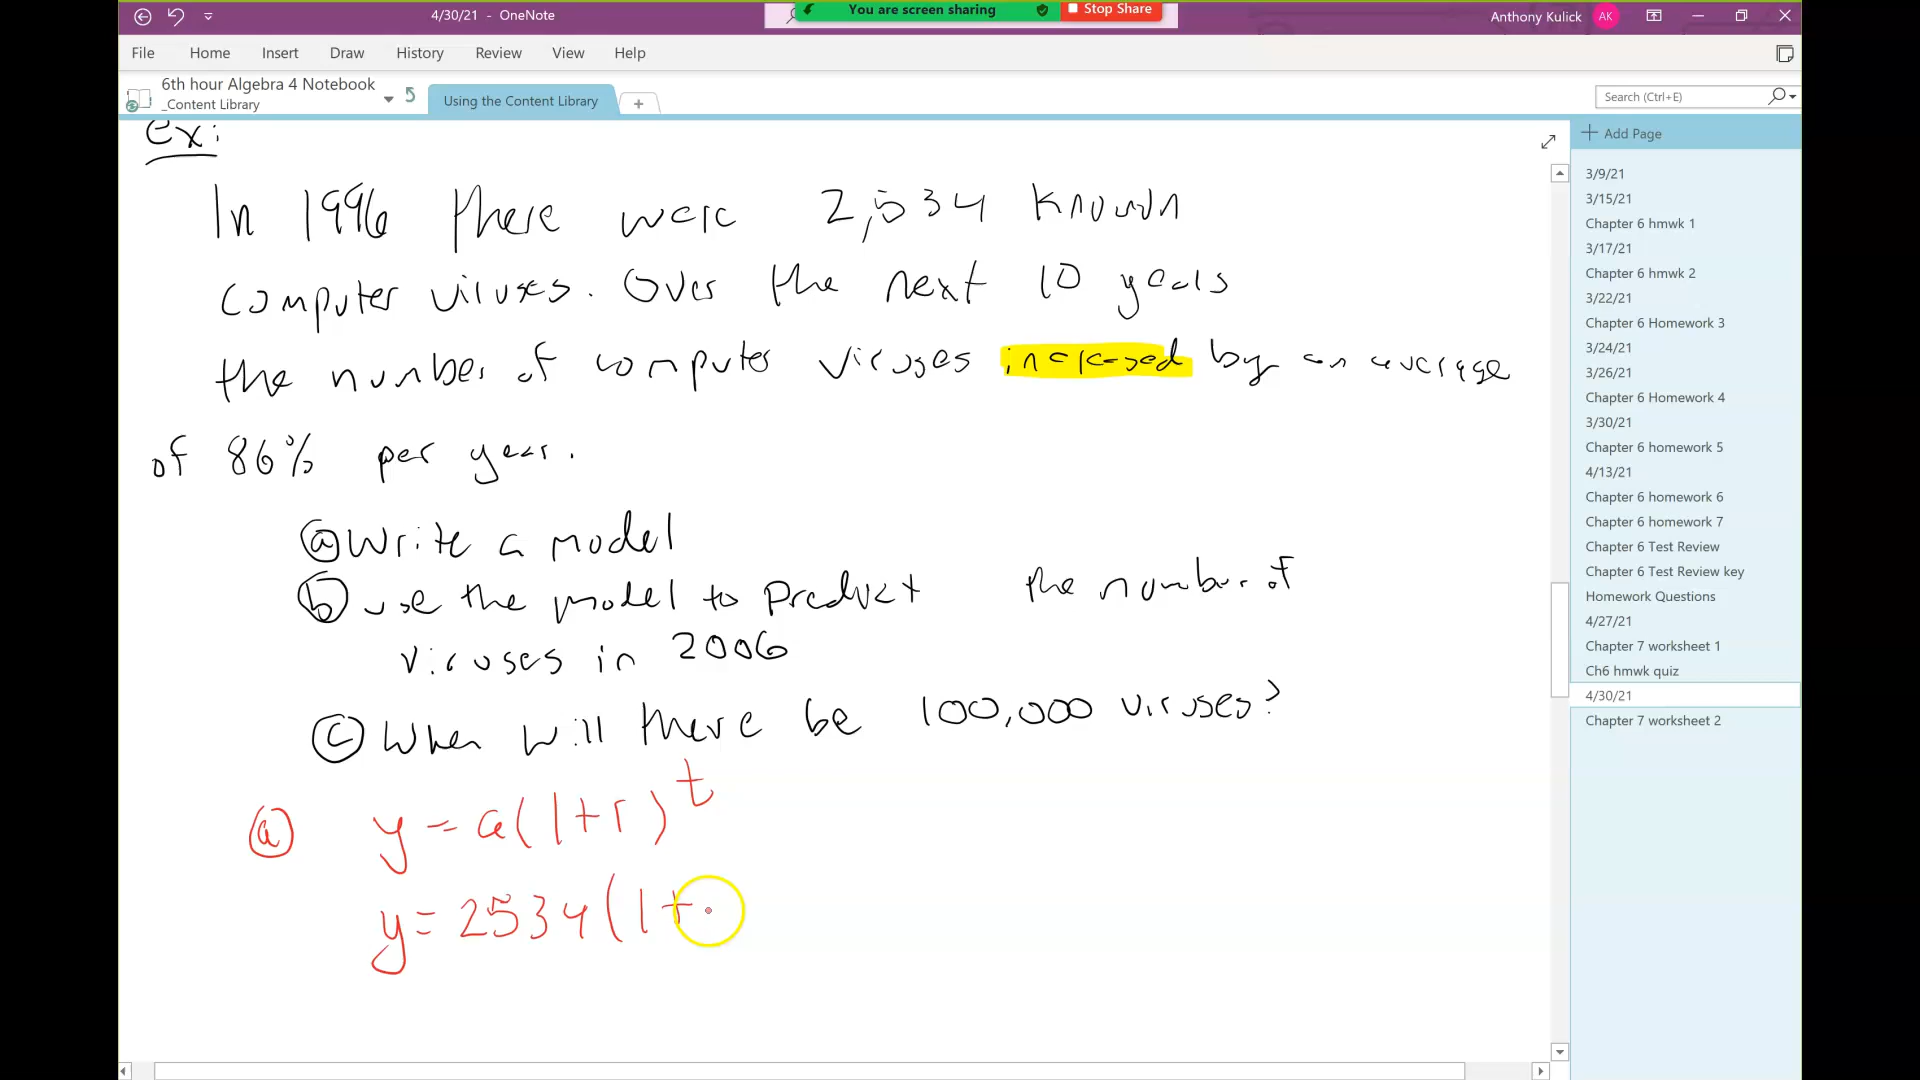 4/30/21 - OneNote
You are screen sharing
Stop Share
Anthony Kulick
AK
File Home Insert Draw History Review View Help
6th hour Algebra 4 Notebook
_Content Library
Using the Content Library
Search (Ctrl+E)
Add Page
3/9/21
3/15/21
Chapter 6 hmwk 1
3/17/21
Chapter 6 hmwk 2
3/22/21
Chapter 6 Homework 3
3/24/21
3/26/21
Chapter 6 Homework 4
3/30/21
Chapter 6 homework 5
4/13/21
Chapter 6 homework 6
Chapter 6 homework 7
Chapter 6 Test Review
Chapter 6 Test Review key
Homework Questions
4/27/21
Chapter 7 worksheet 1
Ch6 hmwk quiz
4/30/21
Chapter 7 worksheet 2
ex:
In 1996 there were 2,534 known
computer viruses. Over the next 10 years
the number of computer viruses increased by an average
of 86% per year.
a Write a model
b use the model to product the number of
viruses in 2006
c When will there be 100,000 viruses?
a y = a(1+r)^t
y = 2534(1+.